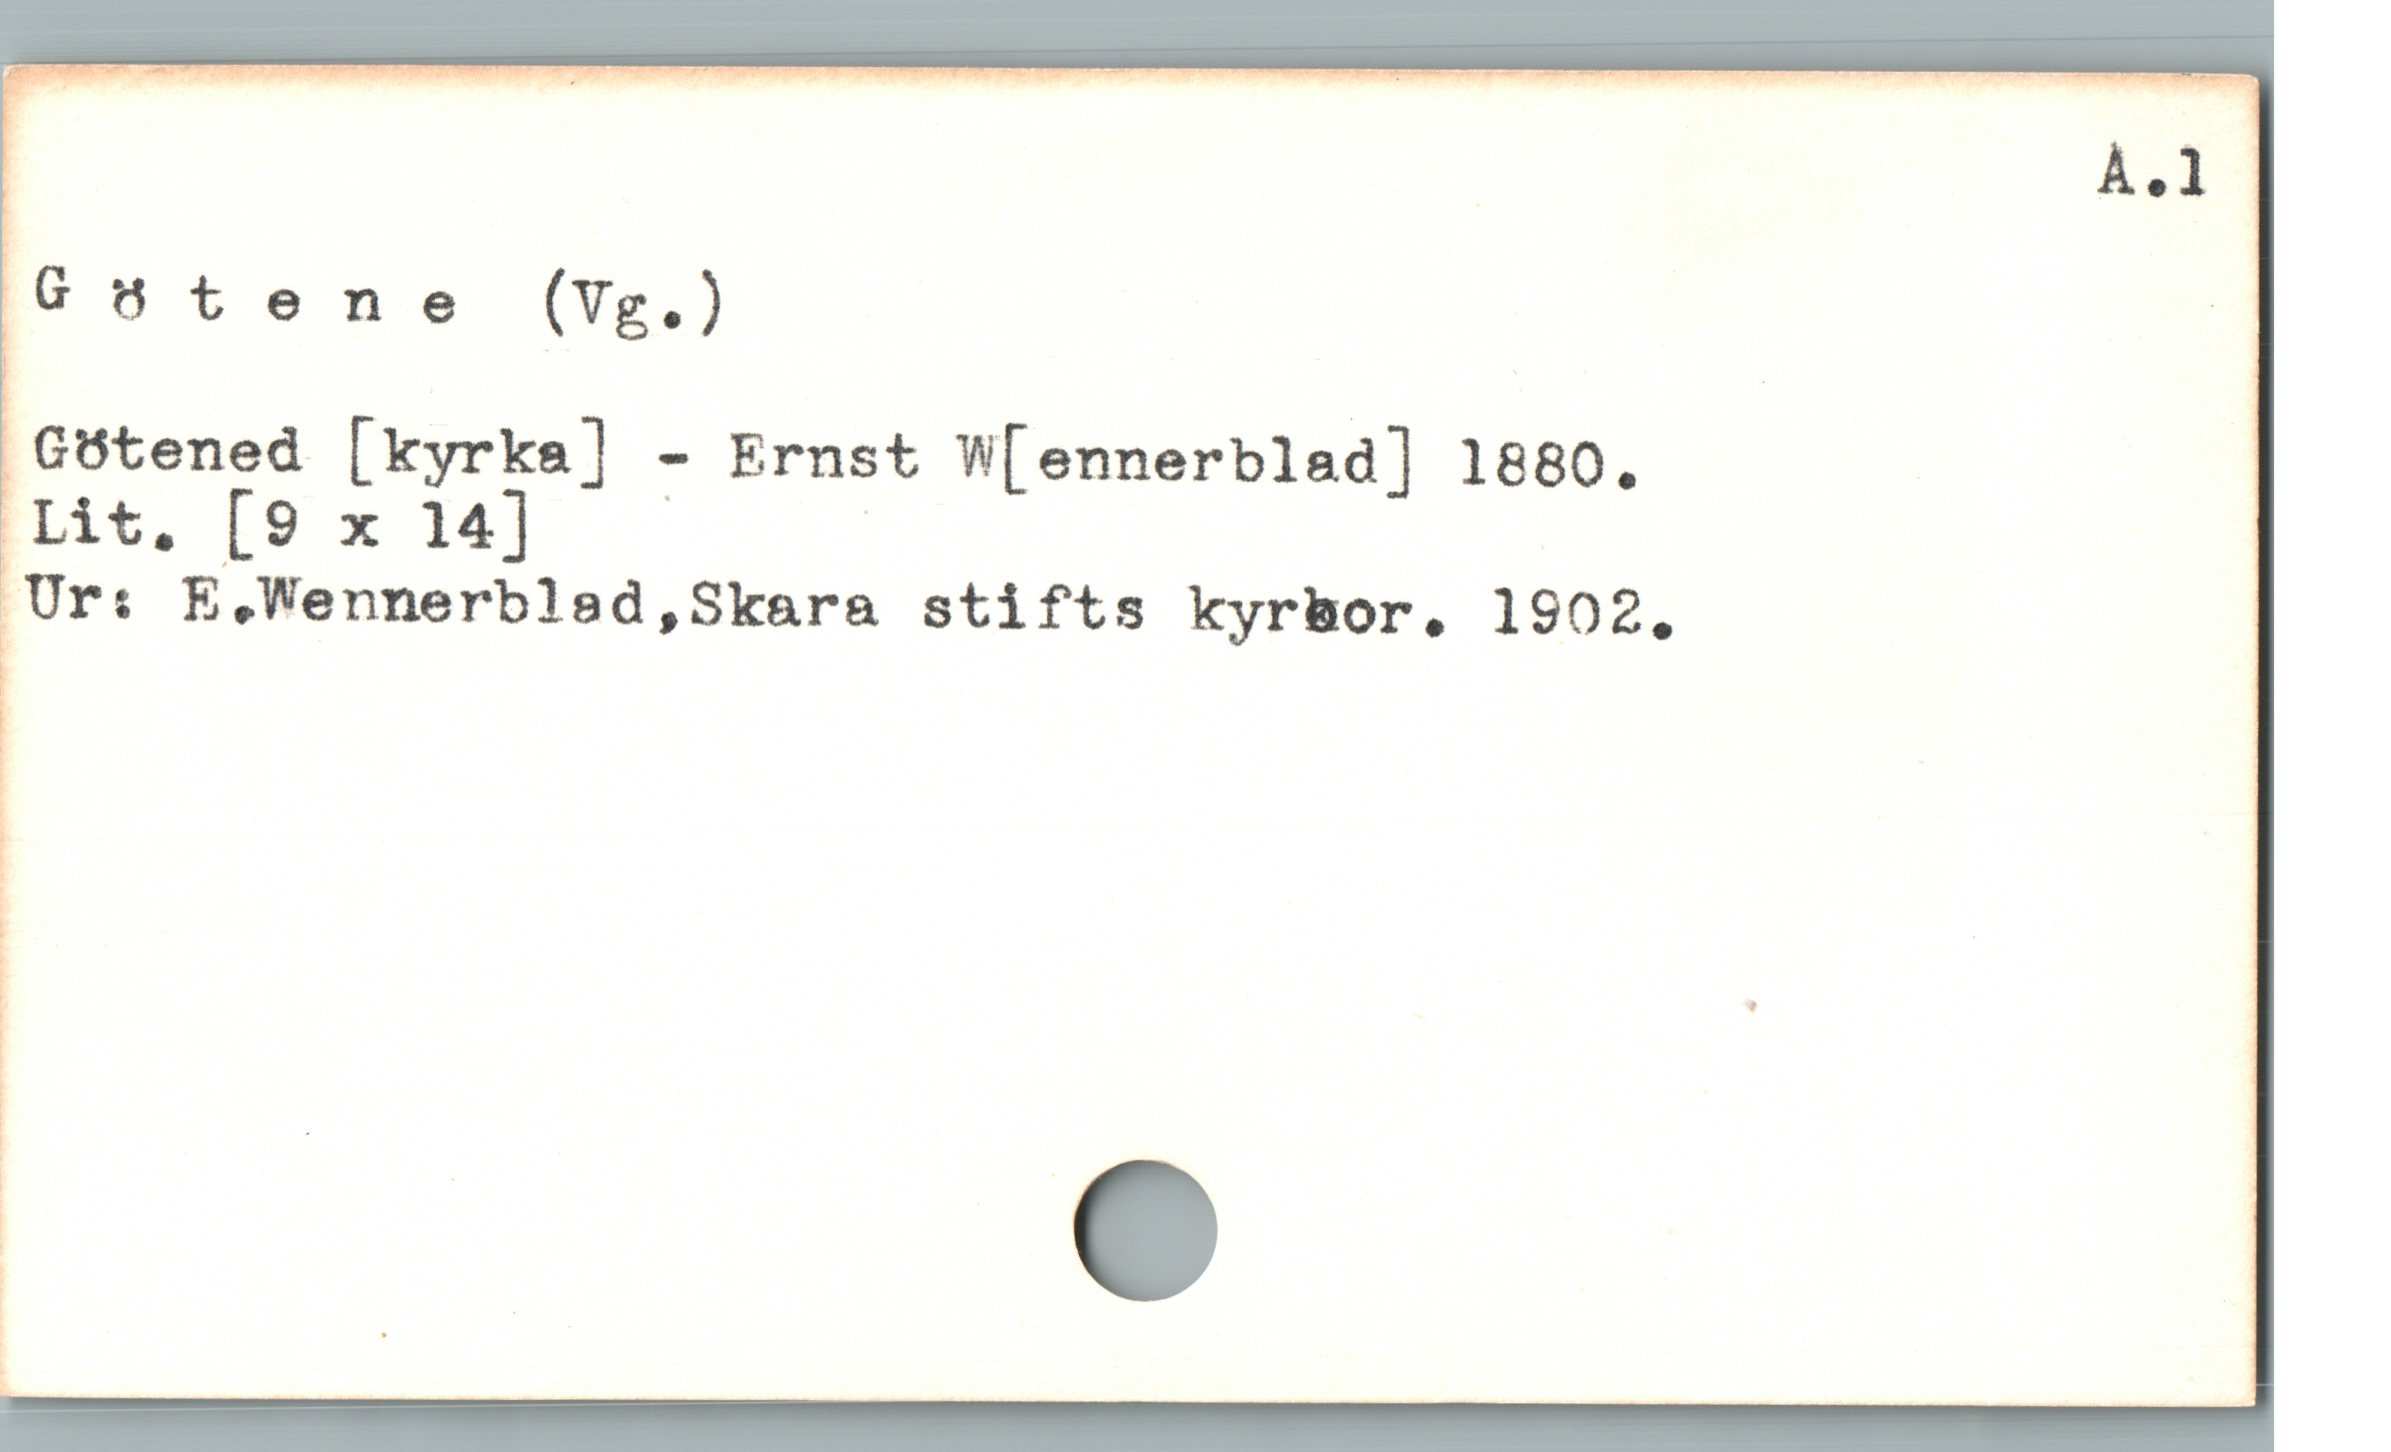 A.1
G ö t e n e (Vg.)
Götened [kyrka] - Ernst W[ennerblad] 1880.
Lit. [9 x 14]
Ur: E.Wennerblad,Skara stifts kyrkor. 1902.